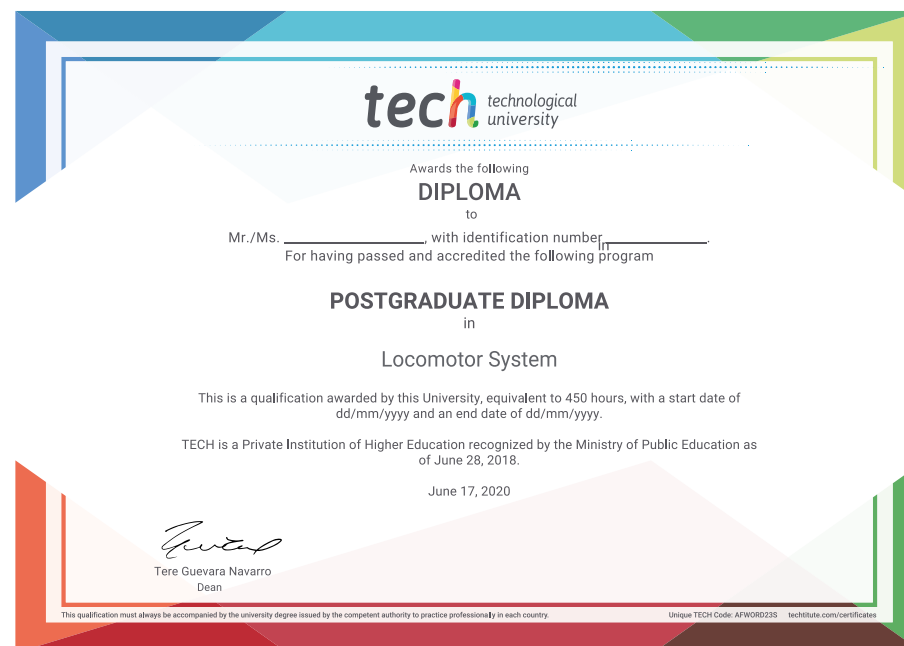 tech technological
university
Awards the following
DIPLOMA
to
Mr./Ms. ____________________, with identification number_______________.
In
For having passed and accredited the following program
POSTGRADUATE DIPLOMA
in
Locomotor System
This is a qualification awarded by this University, equivalent to 450 hours, with a start date of
dd/mm/yyyy and an end date of dd/mm/yyyy.
TECH is a Private Institution of Higher Education recognized by the Ministry of Public Education as
of June 28, 2018.
June 17, 2020
Tere Guevara Navarro
Dean
This qualification must always be accompanied by the university degree issued by the competent authority to practice professionally in each country. Unique TECH Code: AFWORD23S techtitute.com/certificates